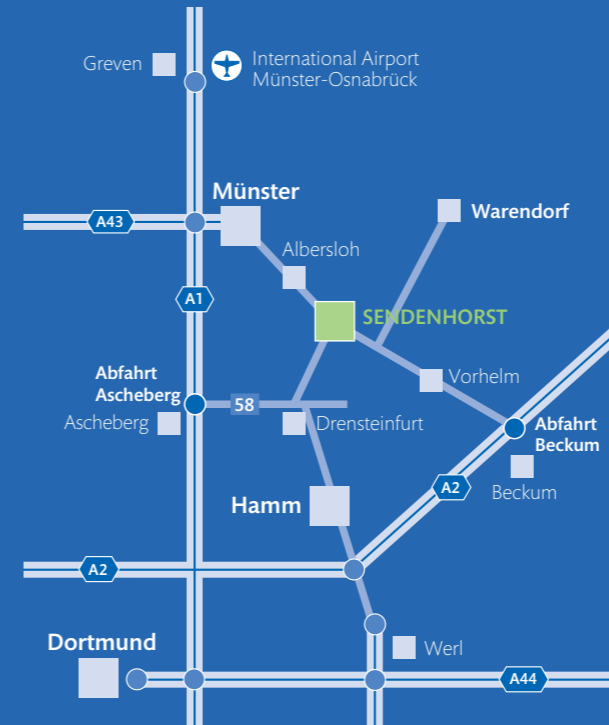 Greven
International Airport
Münster-Osnabrück
Münster
Warendorf
A43
Albersloh
A1
SENDENHORST
Abfahrt
Ascheberg
Vorhelm
58
Ascheberg
Drensteinfurt
Abfahrt
Beckum
A2
Beckum
Hamm
A2
Dortmund
Werl
A44